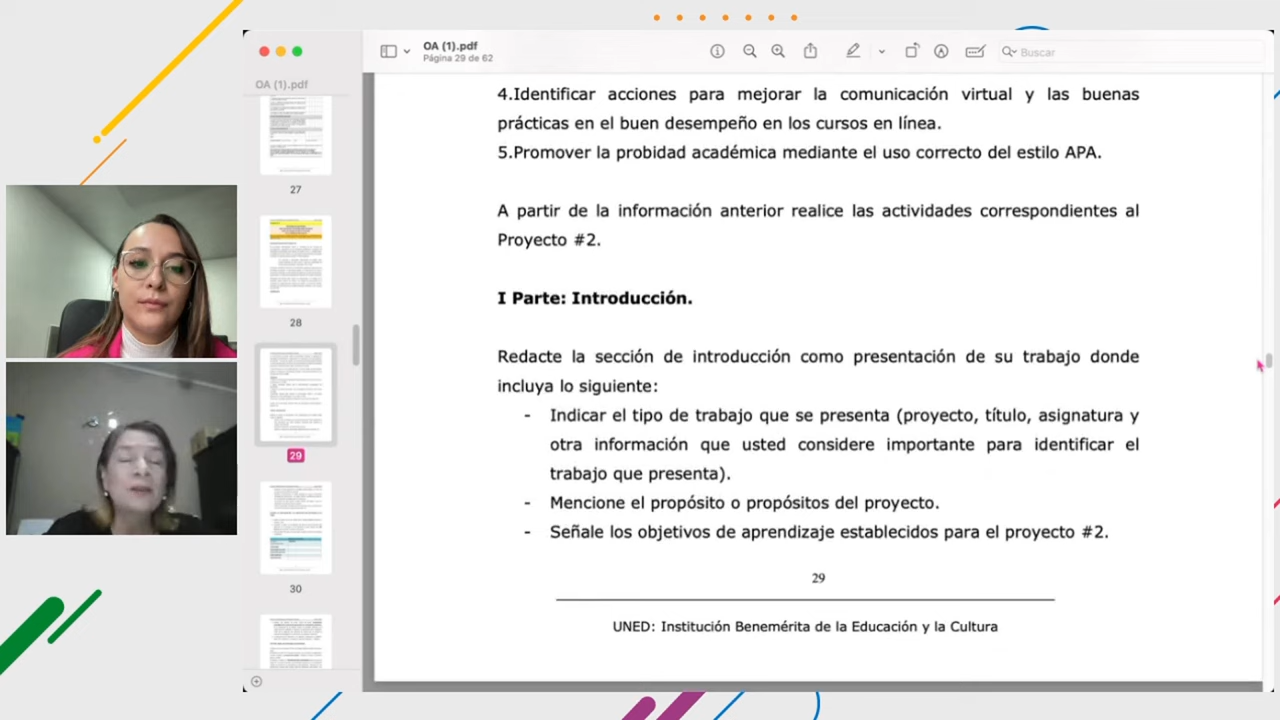 OA (1).pdf
Página 29 de 62
Buscar
OA (1).pdf
27
28
29
30
4.Identificar acciones para mejorar la comunicación virtual y las buenas
prácticas en el buen desempeño en los cursos en línea.
5.Promover la probidad académica mediante el uso correcto del estilo APA.
A partir de la información anterior realice las actividades correspondientes al
Proyecto #2.
I Parte: Introducción.
Redacte la sección de introducción como presentación de su trabajo donde
incluya lo siguiente:
- Indicar el tipo de trabajo que se presenta (proyecto, título, asignatura y
otra información que usted considere importante para identificar el
trabajo que presenta)
- Mencione el propósito o propósitos del proyecto.
- Señale los objetivos de aprendizaje establecidos para el proyecto #2.
29
UNED Institución Benemérita de la Educación y la Cultura